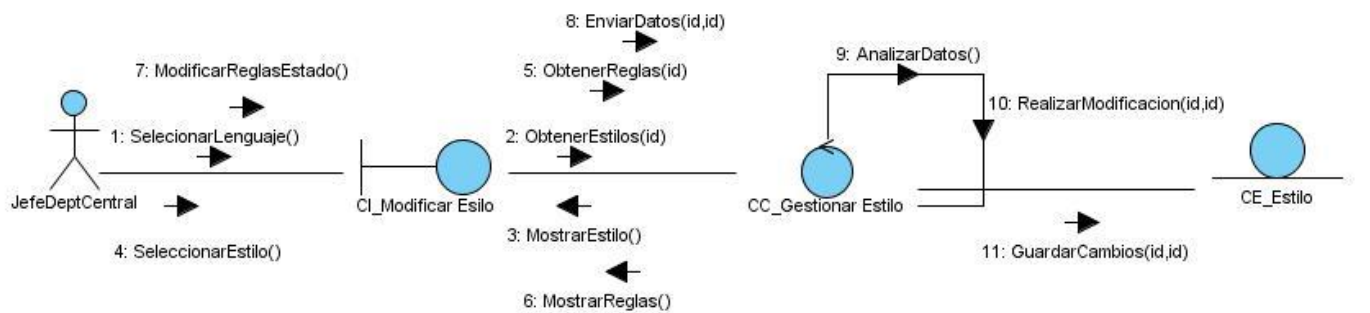 8: EnviarDatos(id,id)
9: AnalizarDatos()
7: ModificarReglasEstado()
5: ObtenerReglas(id)
10: RealizarModificacion(id,id)
1: SelecionarLenguaje()
2: ObtenerEstilos(id)
JefeDeptCentral
CI_Modificar Esilo
CC_Gestionar Estilo
CE_Estilo
3: MostrarEstilo()
4: SeleccionarEstilo()
11: GuardarCambios(id,id)
6: MostrarReglas()